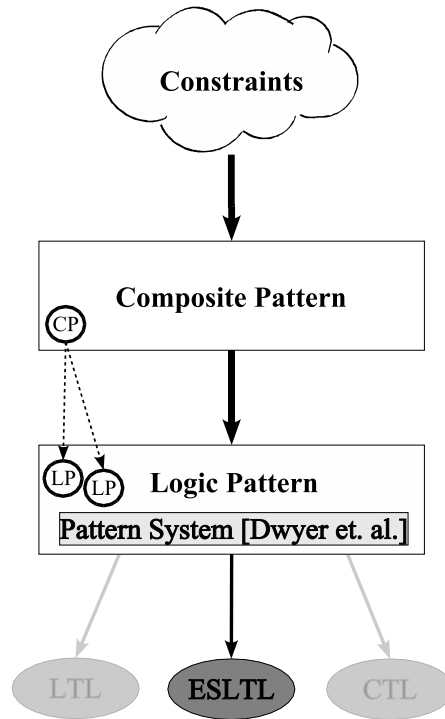 Constraints
Composite Pattern
CP
LP
LP
Logic Pattern
Pattern System [Dwyer et. al.]
LTL
ESLTL
CTL